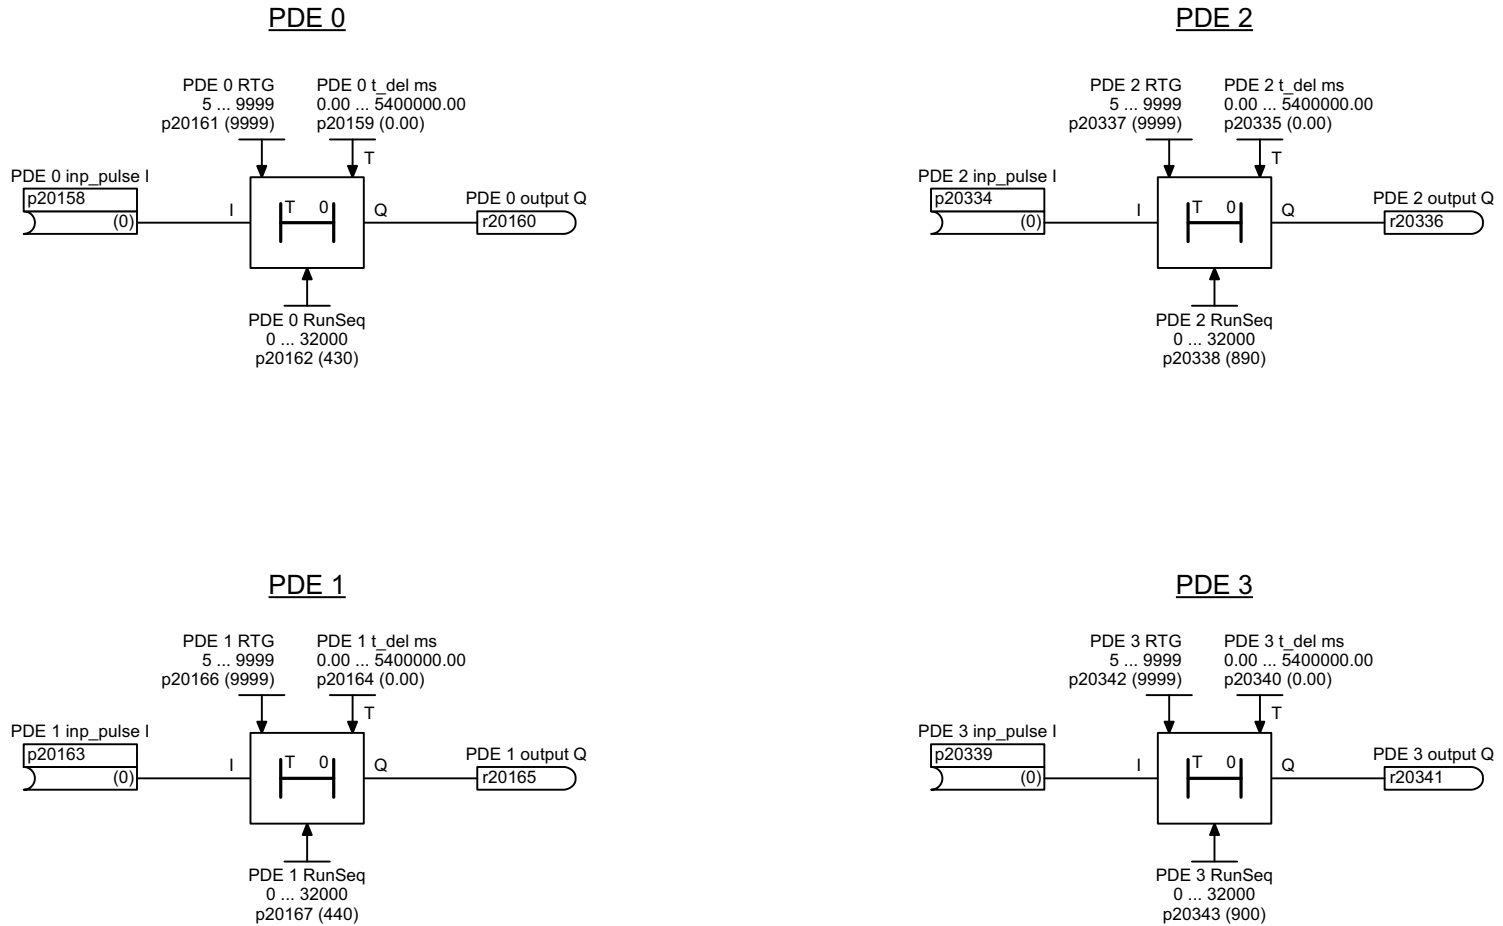 PDE 0
PDE 0 RTG
5 ... 9999
p20161 (9999)
PDE 0 t_del ms
0.00 ... 5400000.00
p20159 (0.00)
T
PDE 0 inp_pulse I
p20158
(0)
I
T 0
Q
PDE 0 output Q
r20160
PDE 0 RunSeq
0 ... 32000
p20162 (430)
PDE 2
PDE 2 RTG
5 ... 9999
p20337 (9999)
PDE 2 t_del ms
0.00 ... 5400000.00
p20335 (0.00)
T
PDE 2 inp_pulse I
p20334
(0)
I
T 0
Q
PDE 2 output Q
r20336
PDE 2 RunSeq
0 ... 32000
p20338 (890)
PDE 1
PDE 1 RTG
5 ... 9999
p20166 (9999)
PDE 1 t_del ms
0.00 ... 5400000.00
p20164 (0.00)
T
PDE 1 inp_pulse I
p20163
(0)
I
T 0
Q
PDE 1 output Q
r20165
PDE 1 RunSeq
0 ... 32000
p20167 (440)
PDE 3
PDE 3 RTG
5 ... 9999
p20342 (9999)
PDE 3 t_del ms
0.00 ... 5400000.00
p20340 (0.00)
T
PDE 3 inp_pulse I
p20339
(0)
I
T 0
Q
PDE 3 output Q
r20341
PDE 3 RunSeq
0 ... 32000
p20343 (900)